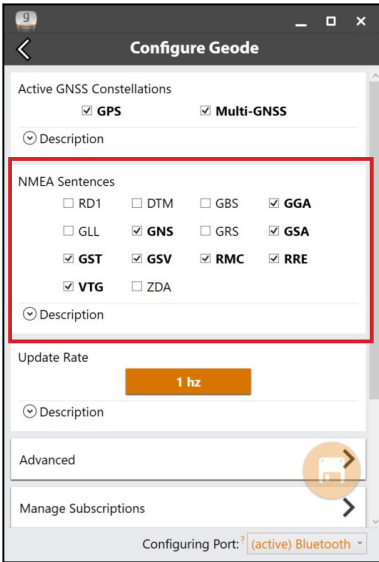 g
Configure Geode
Active GNSS Constellations
GPS Multi-GNSS
Description
NMEA Sentences
RD1 DTM GBS GGA
GLL GNS GRS GSA
GST GSV RMC RRE
VTG ZDA
Description
Update Rate
1 hz
Description
Advanced
Manage Subscriptions
Configuring Port:? (active) Bluetooth